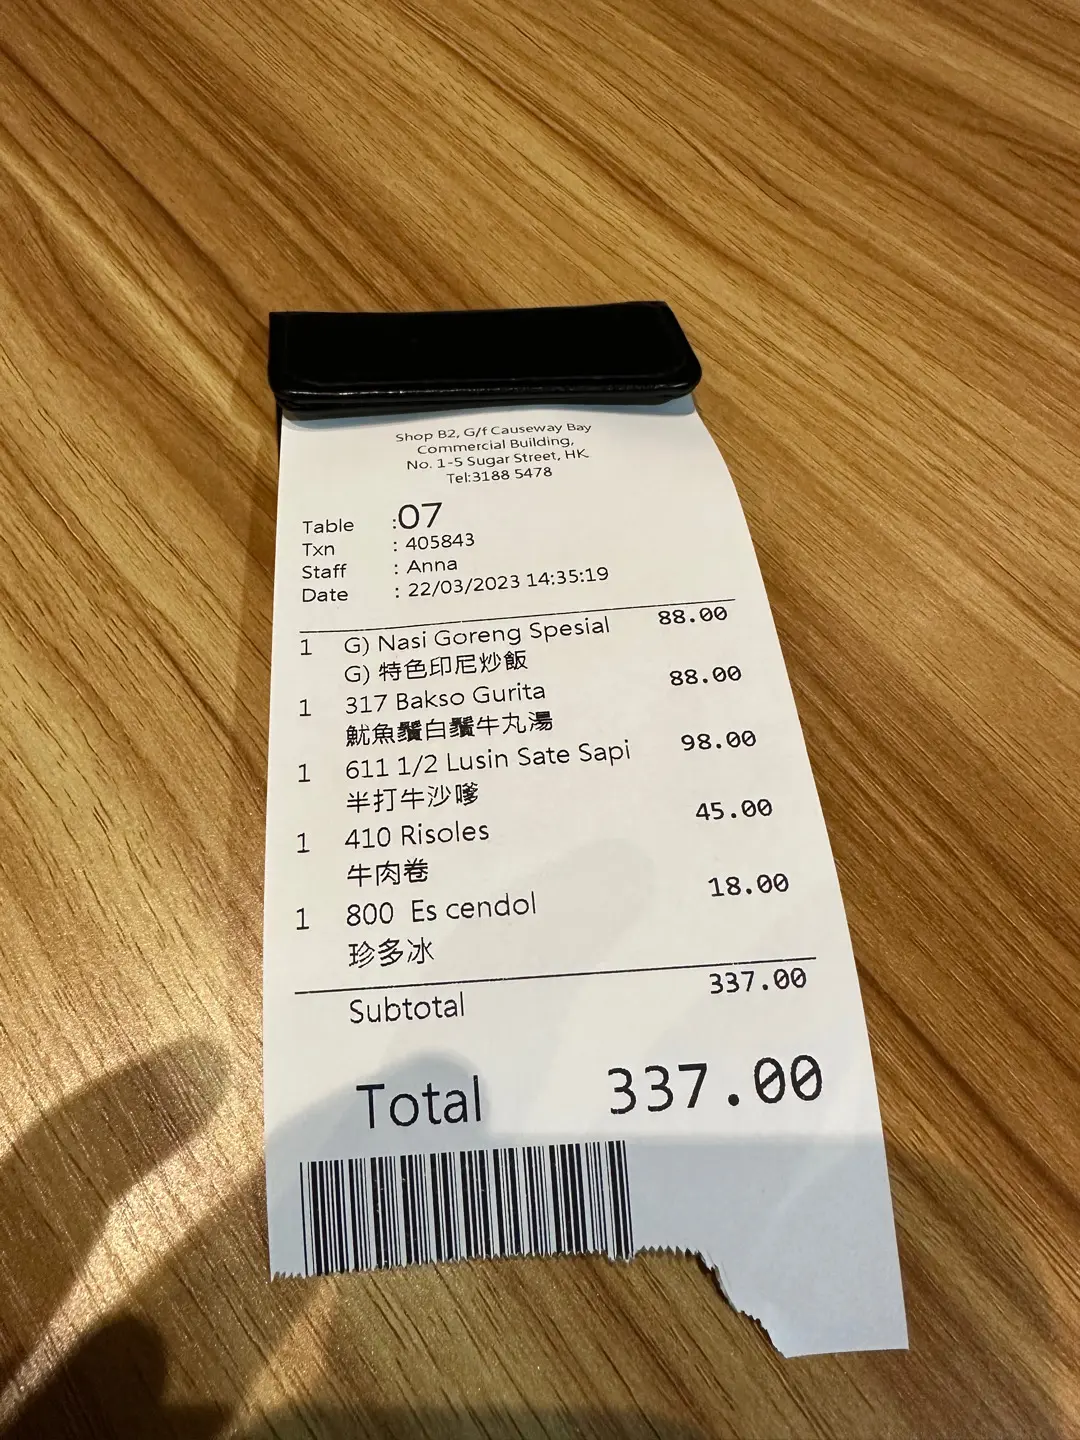 Shop B2, G/f Causeway Bay
Commercial Building,
No. 1-5 Sugar Street, HK.
Tel:3188 5478
Table :07
Txn : 405843
Staff : Anna
Date : 22/03/2023 14:35:19
1 G) Nasi Goreng Spesial 88.00
G) 特色印尼炒飯
1 317 Bakso Gurita 88.00
魷魚鬚白鬚牛丸湯
1 611 1/2 Lusin Sate Sapi 98.00
半打牛沙嗲
1 410 Risoles 45.00
牛肉卷
1 800 Es cendol 18.00
珍多冰
Subtotal 337.00
Total 337.00